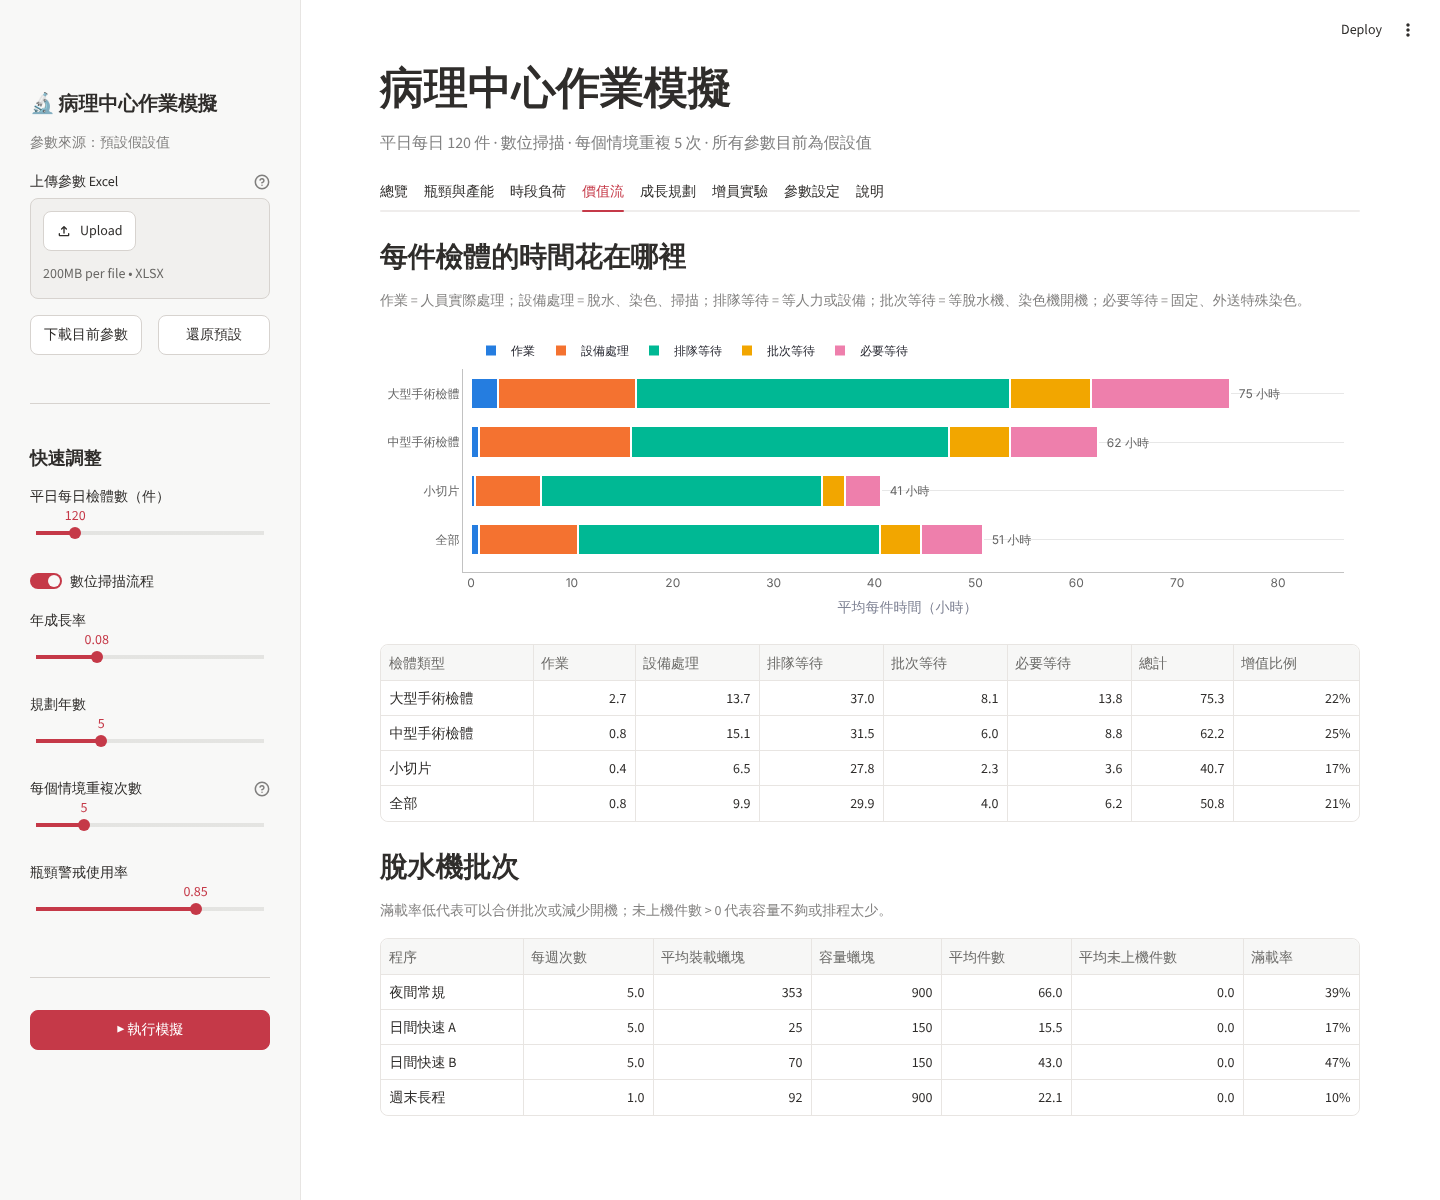 Deploy
🔬 病理中心作業模擬
參數來源：預設假設值
上傳參數 Excel
Upload
200MB per file • XLSX
下載目前參數 還原預設
快速調整
平日每日檢體數（件）
120
數位掃描流程
年成長率
0.08
規劃年數
5
每個情境重複次數
5
瓶頸警戒使用率
0.85
▶ 執行模擬
病理中心作業模擬
平日每日 120 件 · 數位掃描 · 每個情境重複 5 次 · 所有參數目前為假設值
總覽 瓶頸與產能 時段負荷 價值流 成長規劃 增員實驗 參數設定 說明
每件檢體的時間花在哪裡
作業 = 人員實際處理；設備處理 = 脫水、染色、掃描；排隊等待 = 等人力或設備；批次等待 = 等脫水機、染色機開機；必要等待 = 固定、外送特殊染色。
作業 設備處理 排隊等待 批次等待 必要等待
大型手術檢體 75 小時
中型手術檢體 62 小時
小切片 41 小時
全部 51 小時
0 10 20 30 40 50 60 70 80
平均每件時間（小時）
檢體類型 作業 設備處理 排隊等待 批次等待 必要等待 總計 增值比例
大型手術檢體 2.7 13.7 37.0 8.1 13.8 75.3 22%
中型手術檢體 0.8 15.1 31.5 6.0 8.8 62.2 25%
小切片 0.4 6.5 27.8 2.3 3.6 40.7 17%
全部 0.8 9.9 29.9 4.0 6.2 50.8 21%
脫水機批次
滿載率低代表可以合併批次或減少開機；未上機件數 > 0 代表容量不夠或排程太少。
程序 每週次數 平均裝載蠟塊 容量蠟塊 平均件數 平均未上機件數 滿載率
夜間常規 5.0 353 900 66.0 0.0 39%
日間快速 A 5.0 25 150 15.5 0.0 17%
日間快速 B 5.0 70 150 43.0 0.0 47%
週末長程 1.0 92 900 22.1 0.0 10%